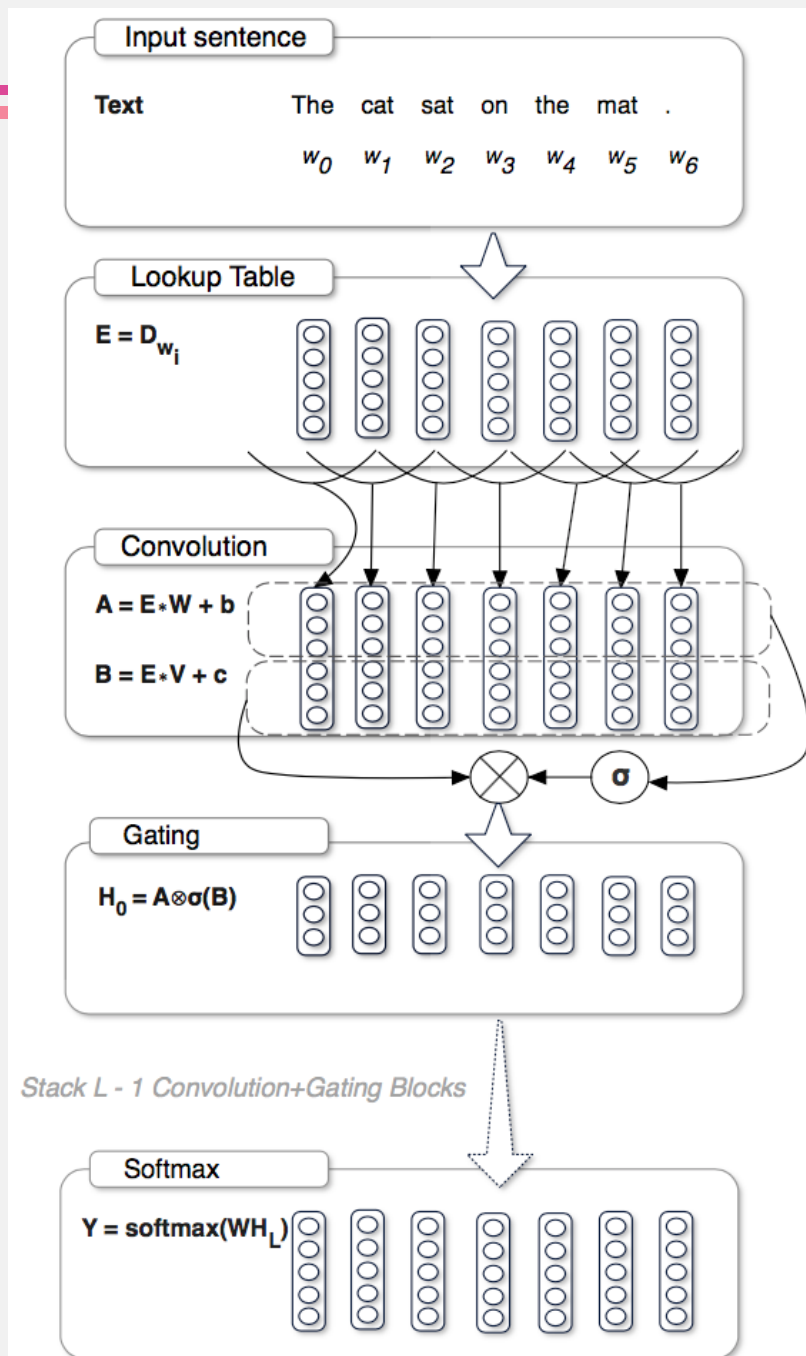 Input sentence
Text The cat sat on the mat .
w0 w1 w2 w3 w4 w5 w6
Lookup Table
E = Dwi
Convolution
A = E*W + b
B = E*V + c
σ
Gating
H0 = A⊗σ(B)
Stack L - 1 Convolution+Gating Blocks
Softmax
Y = softmax(WHL)